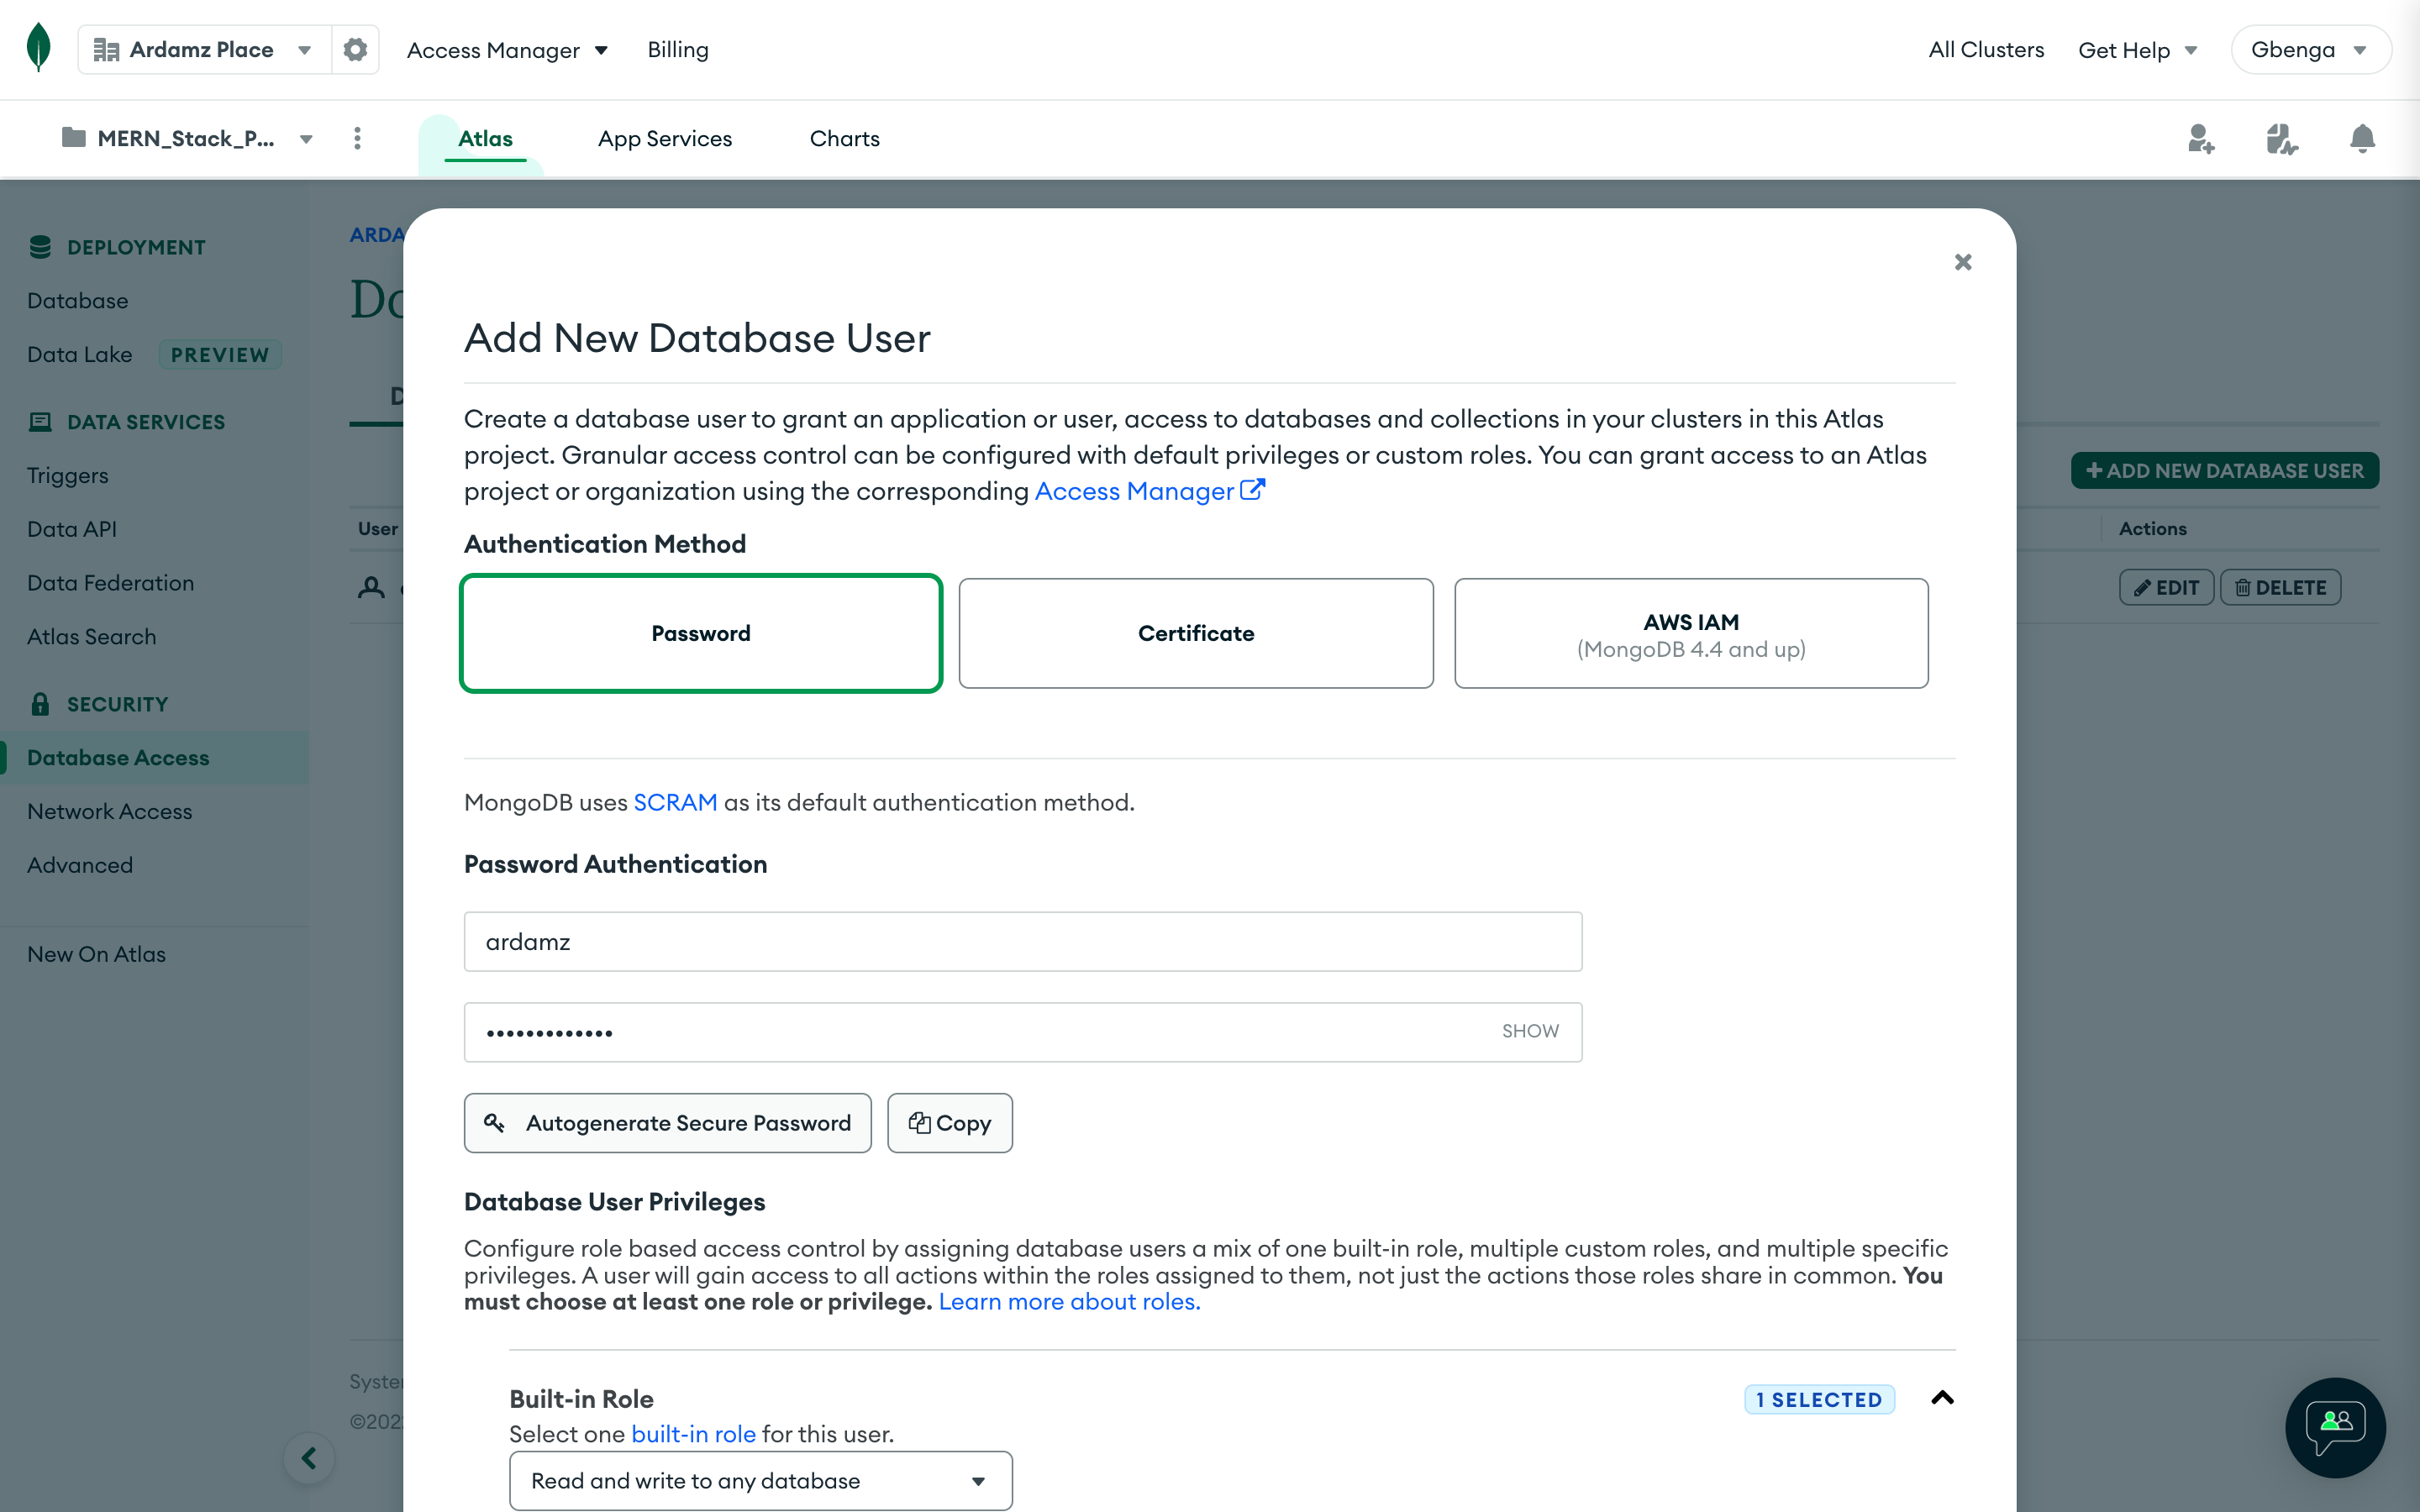 Ardamz Place
Access Manager
Billing
All Clusters
Get Help
Gbenga
MERN_Stack_P...
Atlas
App Services
Charts
DEPLOYMENT
Database
Data Lake PREVIEW
DATA SERVICES
Triggers
Data API
Data Federation
Atlas Search
SECURITY
Database Access
Network Access
Advanced
New On Atlas
ARDA
User
ADD NEW DATABASE USER
Actions
EDIT DELETE
Add New Database User
Create a database user to grant an application or user, access to databases and collections in your clusters in this Atlas
project. Granular access control can be configured with default privileges or custom roles. You can grant access to an Atlas
project or organization using the corresponding Access Manager
Authentication Method
Password
Certificate
AWS IAM
(MongoDB 4.4 and up)
MongoDB uses SCRAM as its default authentication method.
Password Authentication
ardamz
•••••••••••••
SHOW
Autogenerate Secure Password
Copy
Database User Privileges
Configure role based access control by assigning database users a mix of one built-in role, multiple custom roles, and multiple specific
privileges. A user will gain access to all actions within the roles assigned to them, not just the actions those roles share in common. You
must choose at least one role or privilege. Learn more about roles.
Built-in Role
1 SELECTED
Select one built-in role for this user.
Read and write to any database